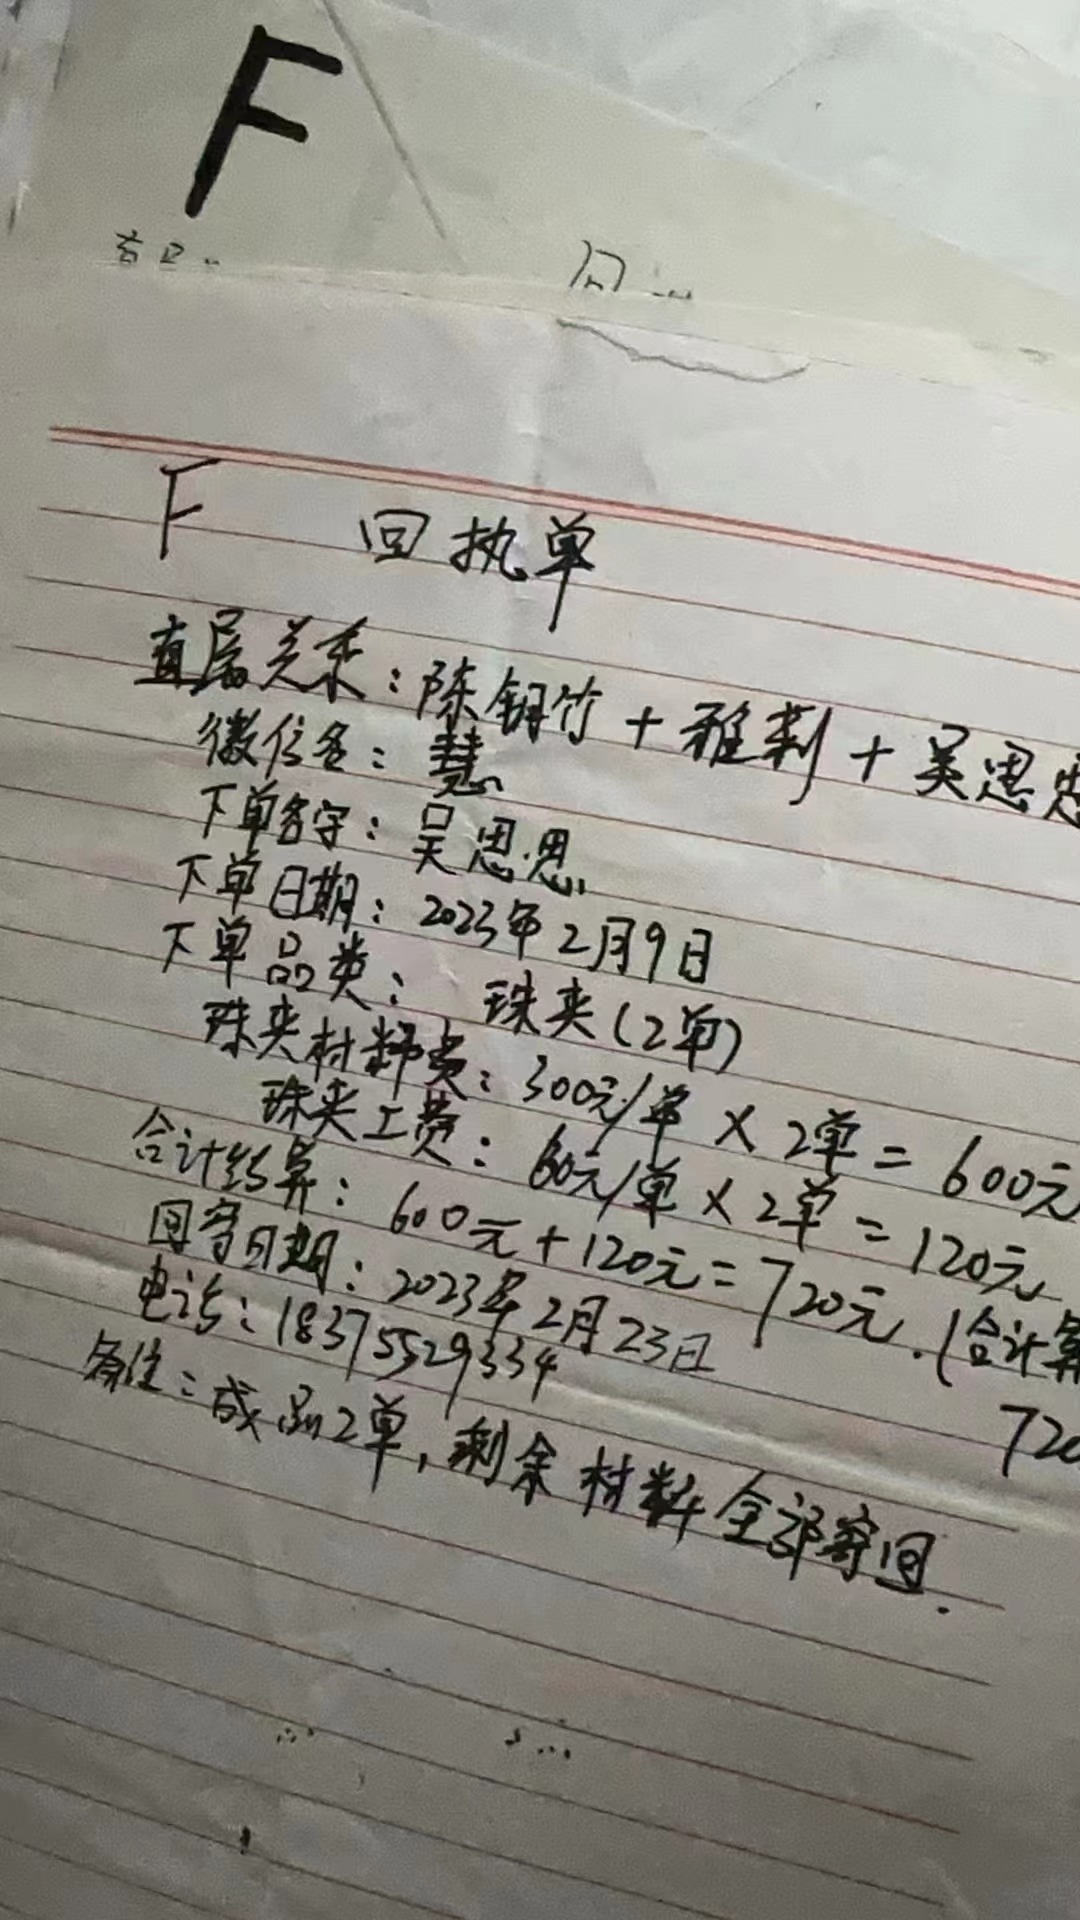 F
F 回执单
直属关系：陈钥竹＋雅莉＋吴思思
微信名：慧
下单名字：吴思思
下单日期：2023年2月9日
下单品类：珠夹（2单）
珠夹材料费：300元/单×2单＝600元
珠夹工费：60元/单×2单＝120元
合计结算：600元＋120元＝720元.（合计算
720
回寄日期：2023年2月23日
电话：18375529334
备注：成品2单，剩余材料全部寄回.